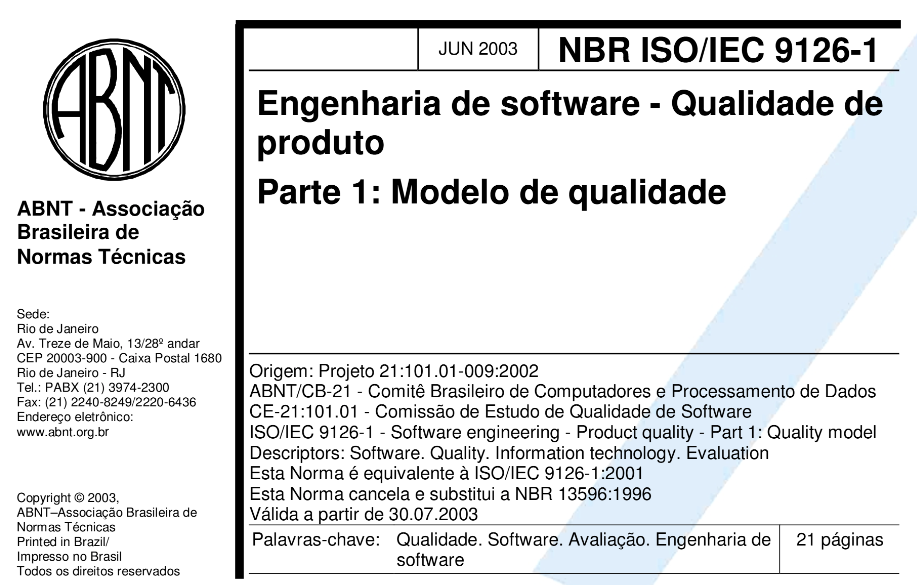 ABNT
ABNT - Associação
Brasileira de
Normas Técnicas
Sede:
Rio de Janeiro
Av. Treze de Maio, 13/28º andar
CEP 20003-900 - Caixa Postal 1680
Rio de Janeiro - RJ
Tel.: PABX (21) 3974-2300
Fax: (21) 2240-8249/2220-6436
Endereço eletrônico:
www.abnt.org.br
Copyright © 2003,
ABNT–Associação Brasileira de
Normas Técnicas
Printed in Brazil/
Impresso no Brasil
Todos os direitos reservados
JUN 2003
NBR ISO/IEC 9126-1
Engenharia de software - Qualidade de
produto
Parte 1: Modelo de qualidade
Origem: Projeto 21:101.01-009:2002
ABNT/CB-21 - Comitê Brasileiro de Computadores e Processamento de Dados
CE-21:101.01 - Comissão de Estudo de Qualidade de Software
ISO/IEC 9126-1 - Software engineering - Product quality - Part 1: Quality model
Descriptors: Software. Quality. Information technology. Evaluation
Esta Norma é equivalente à ISO/IEC 9126-1:2001
Esta Norma cancela e substitui a NBR 13596:1996
Válida a partir de 30.07.2003
Palavras-chave: Qualidade. Software. Avaliação. Engenharia de
software
21 páginas